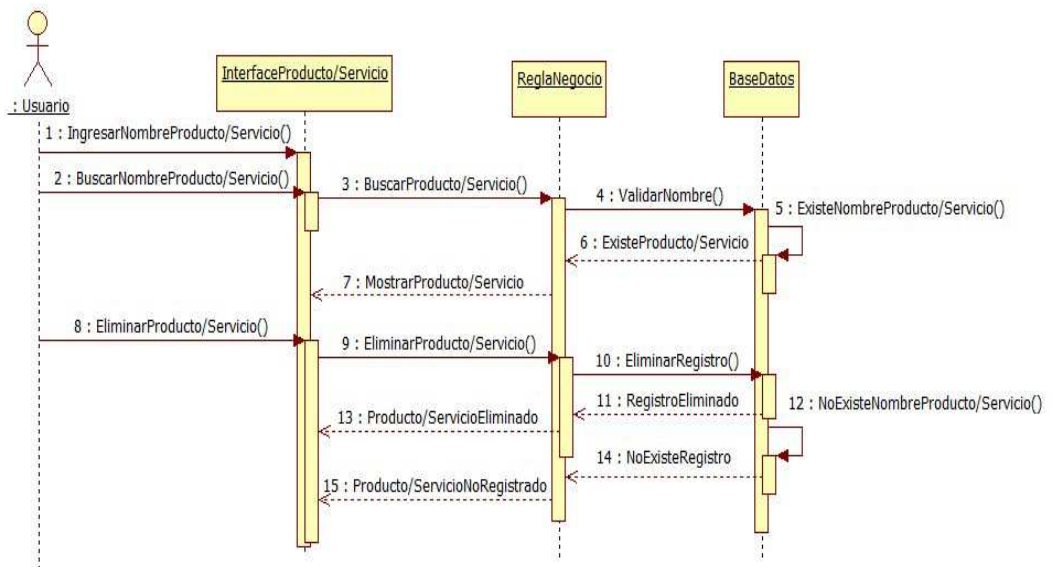 InterfaceProducto/Servicio
ReglaNegocio
BaseDatos
: Usuario
1 : IngresarNombreProducto/Servicio()
2 : BuscarNombreProducto/Servicio()
3 : BuscarProducto/Servicio()
4 : ValidarNombre()
5 : ExisteNombreProducto/Servicio()
6 : ExisteProducto/Servicio
7 : MostrarProducto/Servicio
8 : EliminarProducto/Servicio()
9 : EliminarProducto/Servicio()
10 : EliminarRegistro()
11 : RegistroEliminado
12 : NoExisteNombreProducto/Servicio()
13 : Producto/ServicioEliminado
14 : NoExisteRegistro
15 : Producto/ServicioNoRegistrado